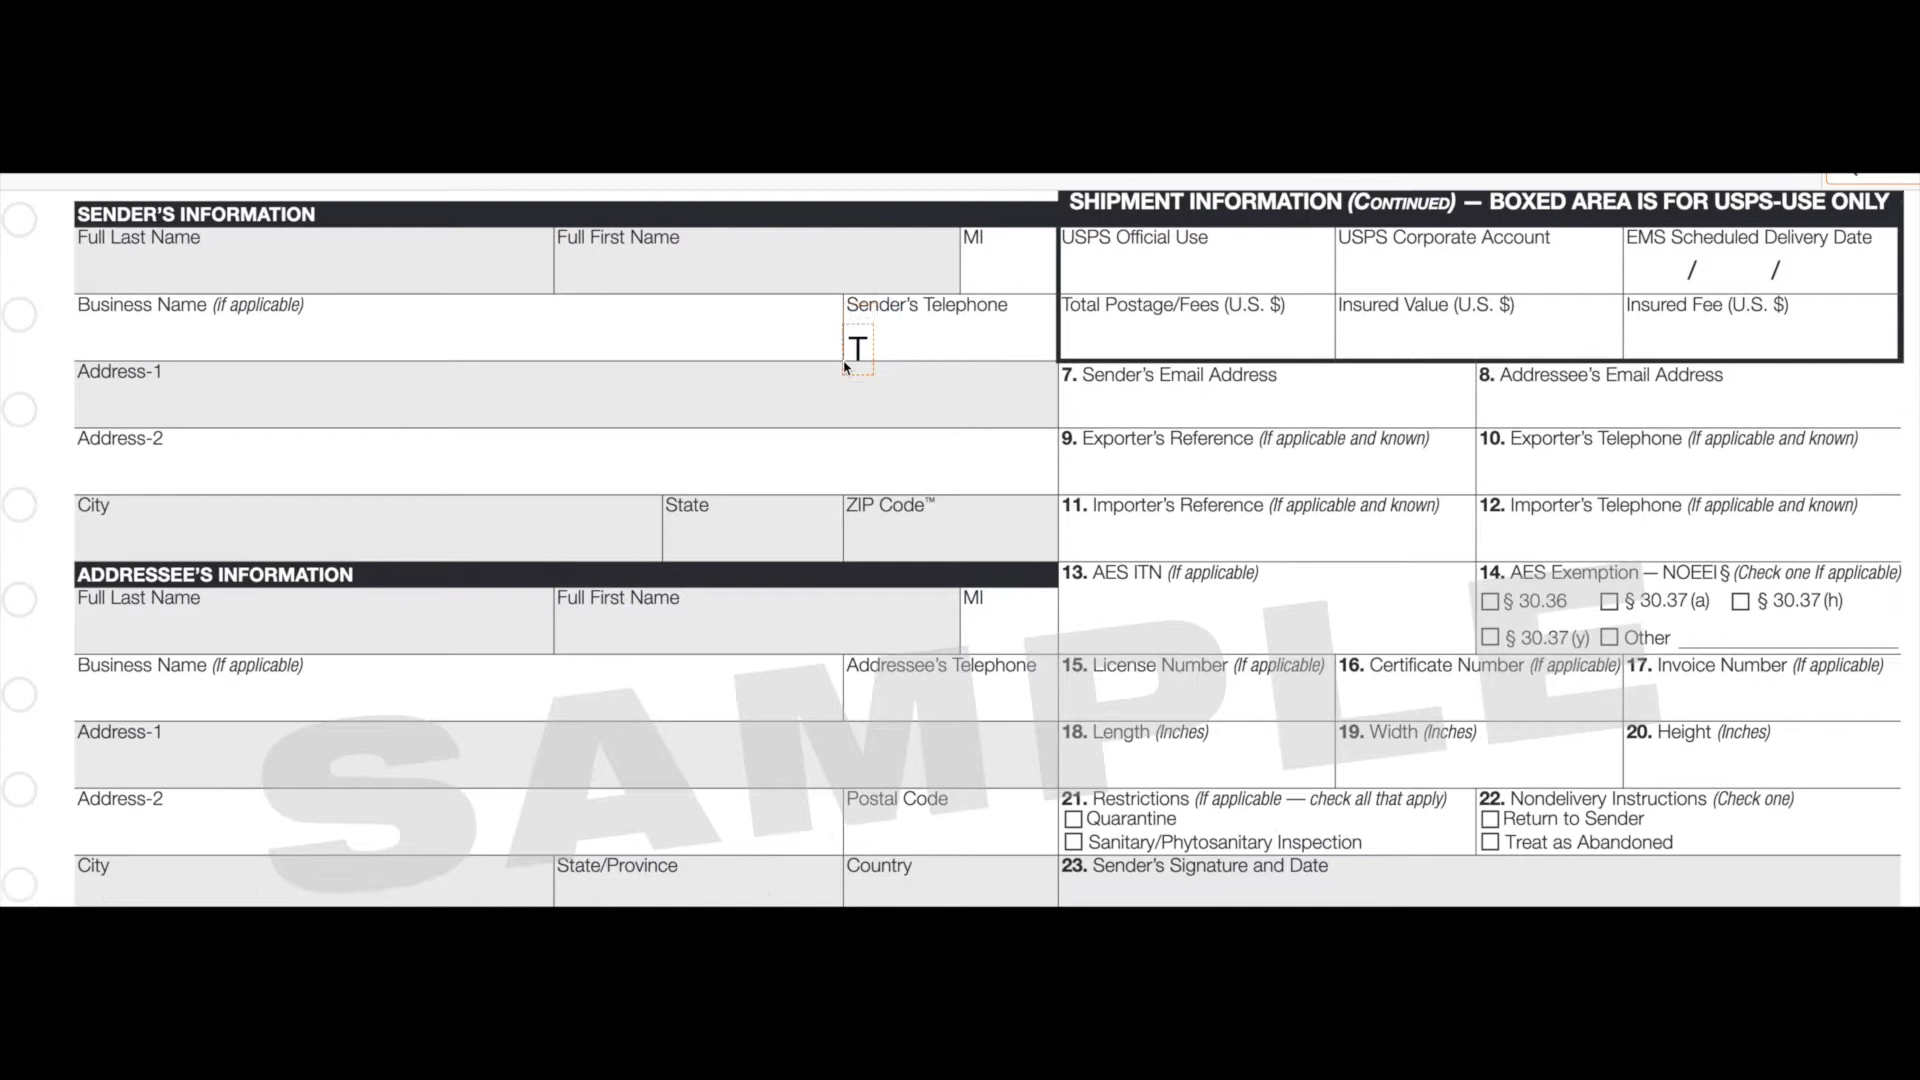 SENDER'S INFORMATION
Full Last Name
Full First Name
MI
Business Name (if applicable)
Sender's Telephone
T
Address-1
Address-2
City
State
ZIP Code™
ADDRESSEE'S INFORMATION
Full Last Name
Full First Name
MI
Business Name (If applicable)
Addressee's Telephone
Address-1
Address-2
Postal Code
City
State/Province
Country
SHIPMENT INFORMATION (CONTINUED) — BOXED AREA IS FOR USPS-USE ONLY
USPS Official Use
USPS Corporate Account
EMS Scheduled Delivery Date
/ /
Total Postage/Fees (U.S. $)
Insured Value (U.S. $)
Insured Fee (U.S. $)
7. Sender's Email Address
8. Addressee's Email Address
9. Exporter's Reference (If applicable and known)
10. Exporter's Telephone (If applicable and known)
11. Importer's Reference (If applicable and known)
12. Importer's Telephone (If applicable and known)
13. AES ITN (If applicable)
14. AES Exemption — NOEEI § (Check one If applicable)
§ 30.36
§ 30.37 (a)
§ 30.37 (h)
§ 30.37 (y)
Other
15. License Number (If applicable)
16. Certificate Number (If applicable)
17. Invoice Number (If applicable)
18. Length (Inches)
19. Width (Inches)
20. Height (Inches)
21. Restrictions (If applicable — check all that apply)
Quarantine
Sanitary/Phytosanitary Inspection
22. Nondelivery Instructions (Check one)
Return to Sender
Treat as Abandoned
23. Sender's Signature and Date
SAMPLE